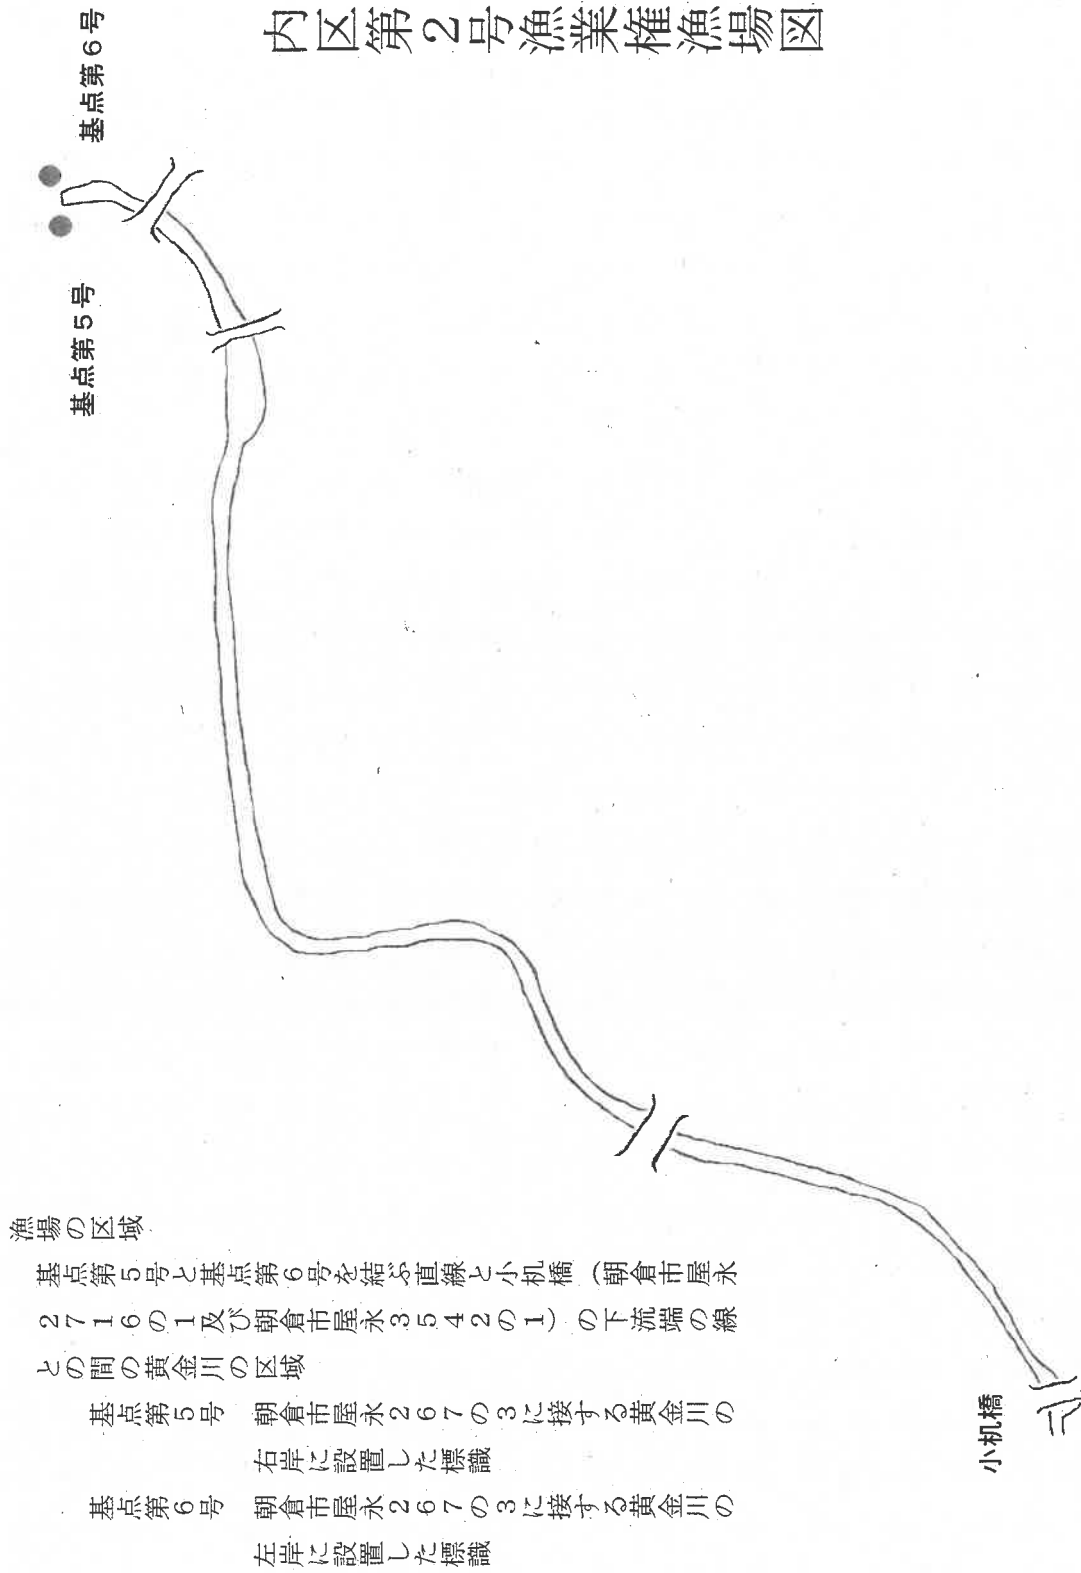 内区第２号漁業権漁場図
基点第６号
基点第５号
小机橋
漁場の区域
基点第５号と基点第６号を結ぶ直線と小机橋（朝倉市屋永
２７１６の１及び朝倉市屋永３５４２の１）の下流端の線
との間の黄金川の区域
基点第５号　朝倉市屋永２６７の３に接する黄金川の
右岸に設置した標識
基点第６号　朝倉市屋永２６７の３に接する黄金川の
左岸に設置した標識